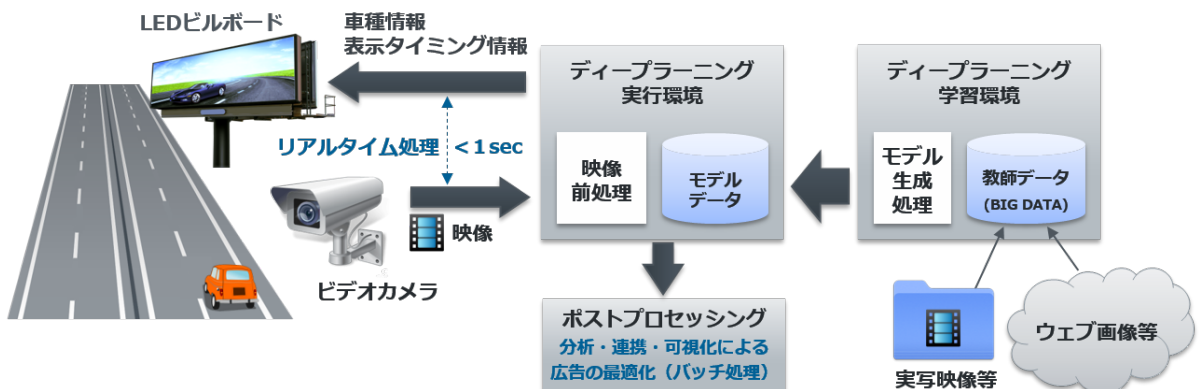 LEDビルボード
車種情報
表示タイミング情報
リアルタイム処理 < 1 sec
ビデオカメラ
映像
ディープラーニング
実行環境
映像
前処理
モデル
データ
ポストプロセッシング
分析・連携・可視化による
広告の最適化（バッチ処理）
ディープラーニング
学習環境
モデル
生成
処理
教師データ
(BIG DATA)
実写映像等
ウェブ画像等